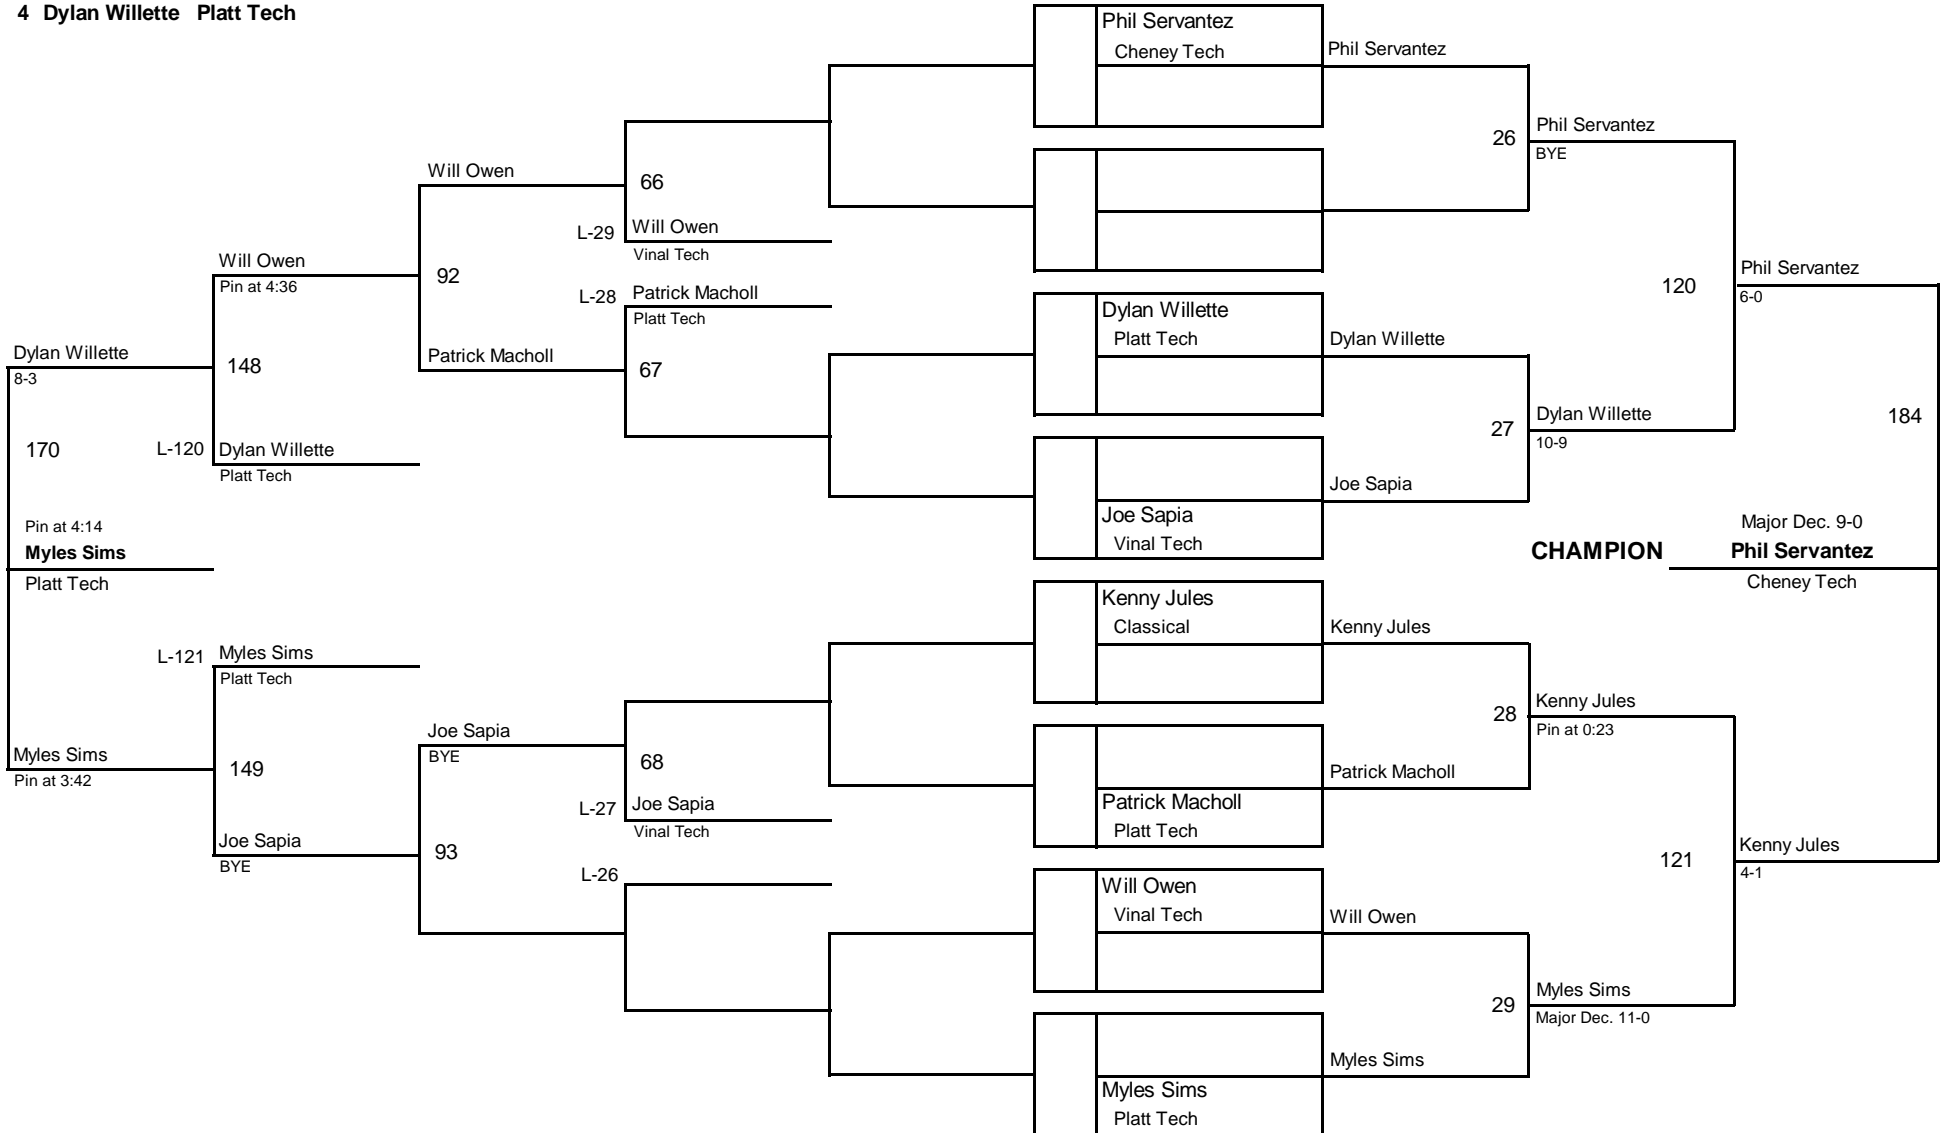 4 Dylan Willette Platt Tech
Phil Servantez
Cheney Tech
Phil Servantez
26
Phil Servantez
BYE
Will Owen
66
L-29
Will Owen
Vinal Tech
Will Owen
Pin at 4:36
92
L-28
Patrick Macholl
Platt Tech
Dylan Willette
Platt Tech
Dylan Willette
120
Phil Servantez
6-0
Dylan Willette
8-3
148
Patrick Macholl
67
27
Dylan Willette
10-9
184
170
L-120
Dylan Willette
Platt Tech
Joe Sapia
Joe Sapia
Vinal Tech
Pin at 4:14
Myles Sims
Platt Tech
Major Dec. 9-0
CHAMPION
Phil Servantez
Cheney Tech
Kenny Jules
Classical
Kenny Jules
L-121
Myles Sims
Platt Tech
28
Kenny Jules
Pin at 0:23
Myles Sims
Pin at 3:42
149
Joe Sapia
BYE
68
L-27
Joe Sapia
Vinal Tech
Patrick Macholl
Patrick Macholl
Platt Tech
Joe Sapia
BYE
93
L-26
121
Kenny Jules
4-1
Will Owen
Vinal Tech
Will Owen
29
Myles Sims
Major Dec. 11-0
Myles Sims
Myles Sims
Platt Tech